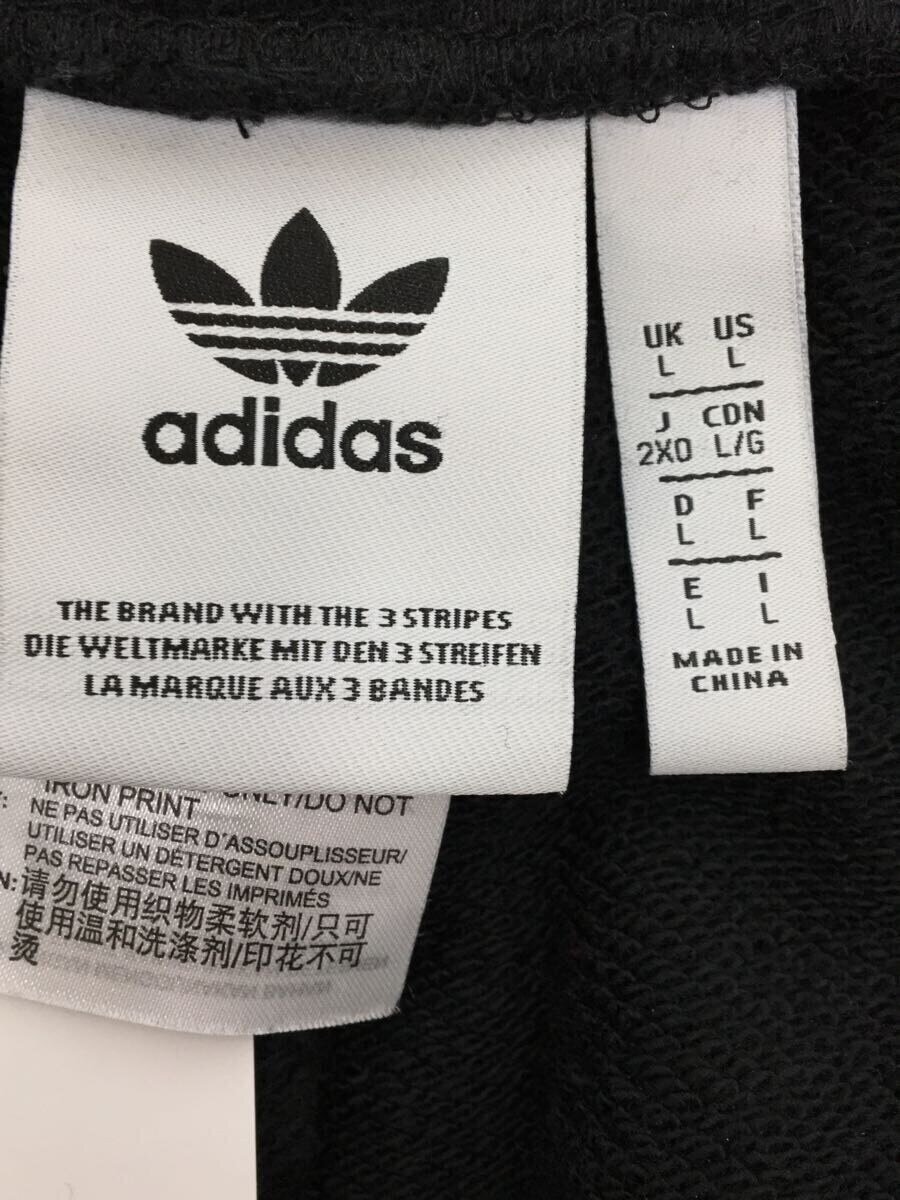 adidas
THE BRAND WITH THE 3 STRIPES
DIE WELTMARKE MIT DEN 3 STREIFEN
LA MARQUE AUX 3 BANDES
UK US
L L
J CDN
2XO L/G
D F
L L
E I
L L
MADE IN
CHINA
IRON PRINT ONLY/DO NOT
NE PAS UTILISER D'ASSOUPLISSEUR/
UTILISER UN DÉTERGENT DOUX/NE
PAS REPASSER LES IMPRIMÉS
请勿使用织物柔软剂/只可
使用温和洗涤剂/印花不可
烫